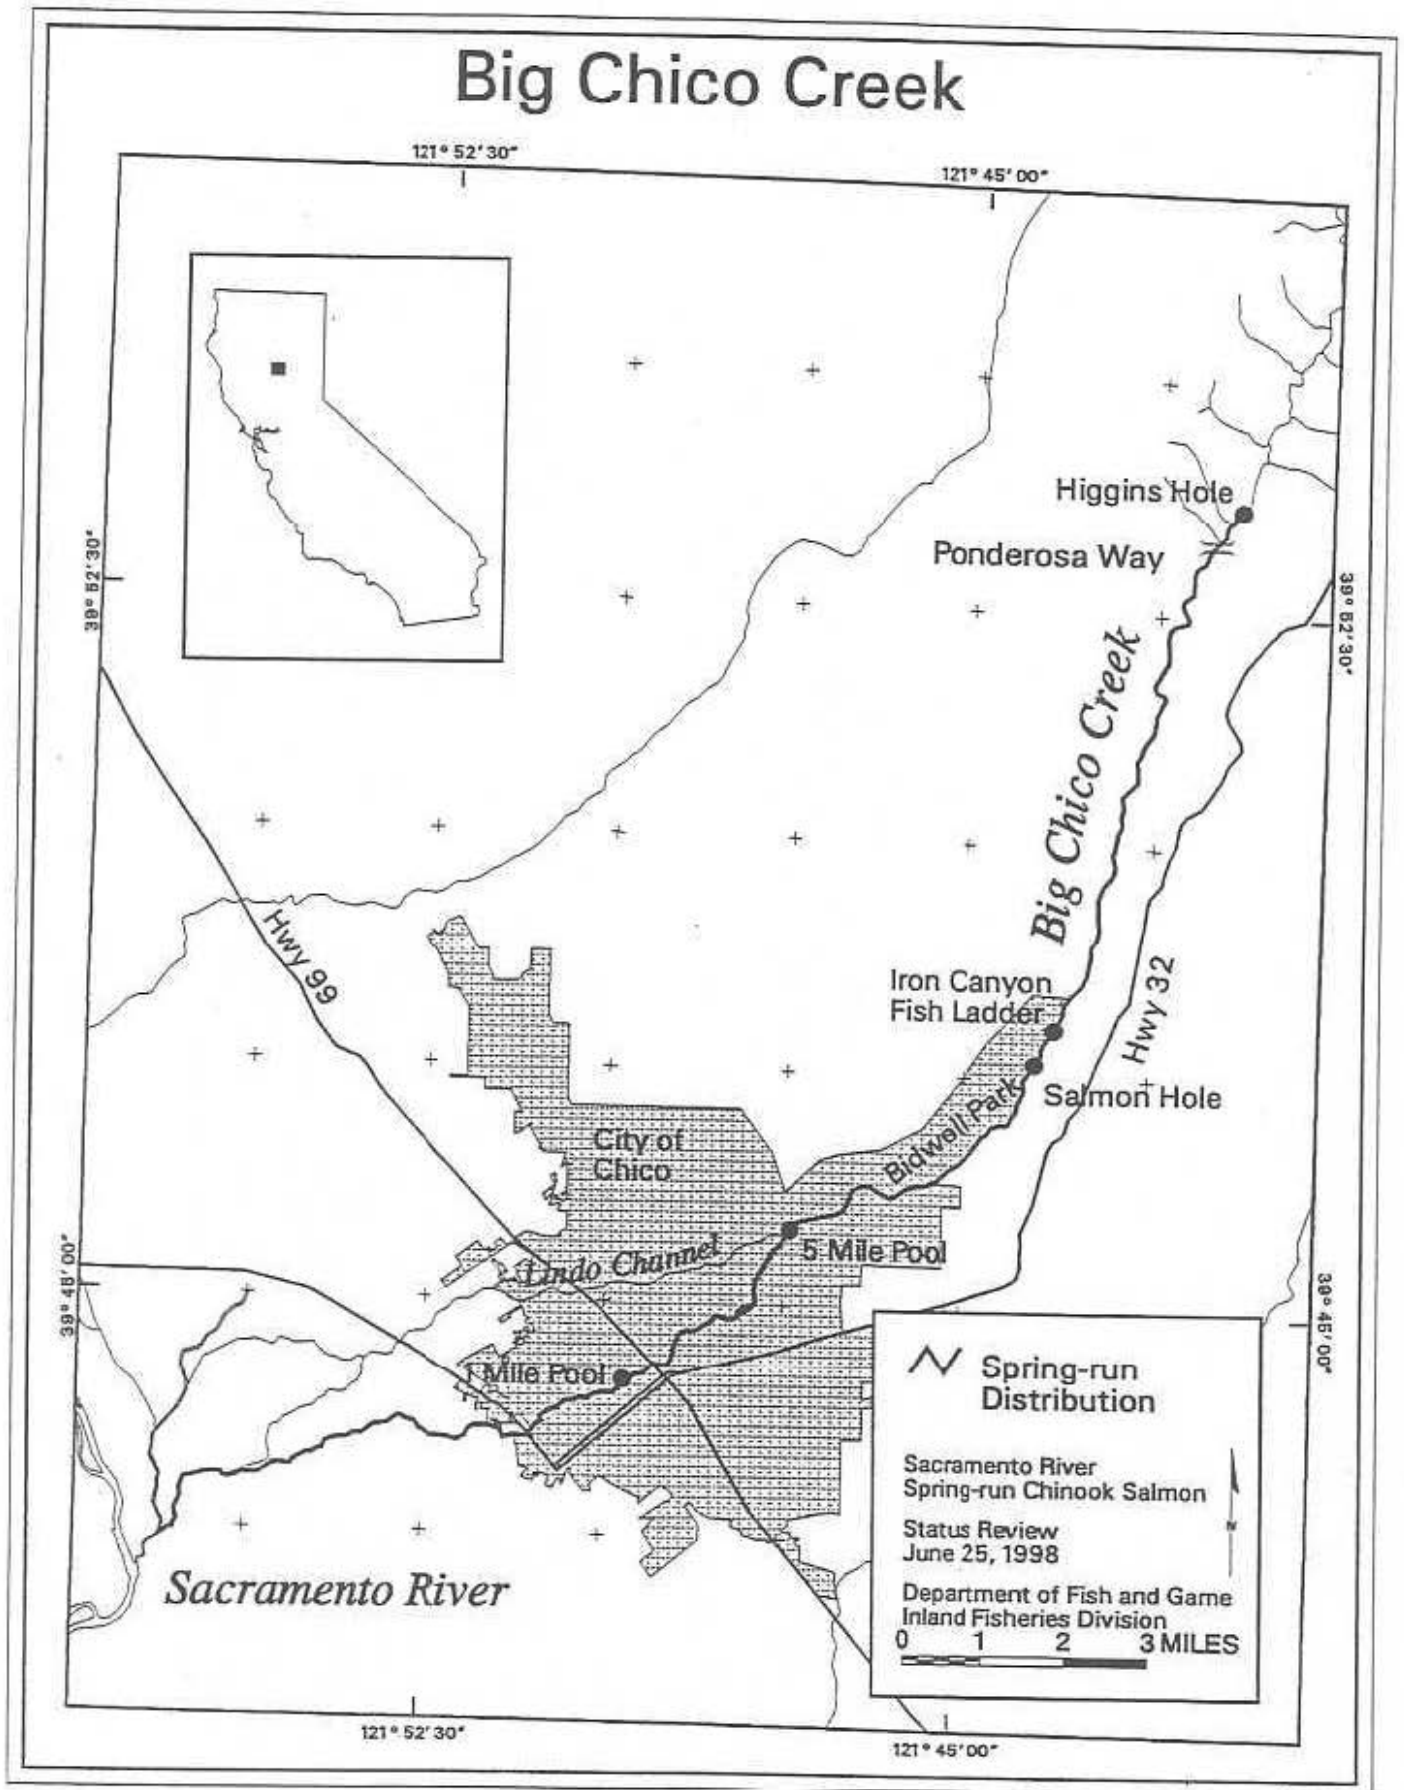 Big Chico Creek
121° 52' 30"
121° 45' 00"
Higgins Hole
Ponderosa Way
39° 52' 30"
39° 52' 30"
Big Chico Creek
Hwy 99
Iron Canyon
Fish Ladder
Hwy 32
Bidwell Park
Salmon Hole
City of
Chico
39° 45' 00"
Lindo Channel
5 Mile Pool
39° 45' 00"
1 Mile Pool
Spring-run
Distribution
Sacramento River
Spring-run Chinook Salmon
N
Status Review
June 25, 1998
Sacramento River
Department of Fish and Game
Inland Fisheries Division
0 1 2 3 MILES
121° 52' 30"
121° 45' 00"